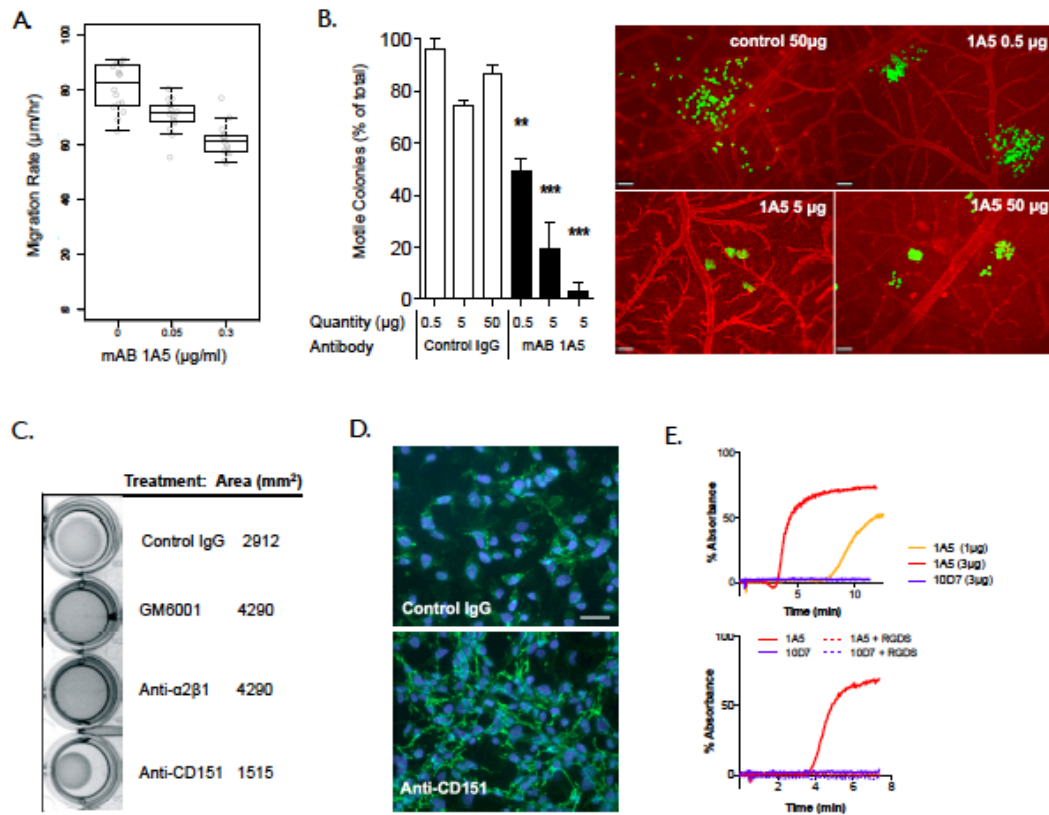 A.
Migration Rate (µm/hr)
100
80
60
40
20
0
0 0.05 0.3
mAB 1A5 (µg/ml)
B.
Motile Colonies (% of total)
100
80
60
40
20
0
** *** ***
Quantity (µg) 0.5 5 50 0.5 5 5
Antibody Control IgG mAB 1A5
control 50µg
1A5 0.5 µg
1A5 5 µg
1A5 50 µg
C.
Treatment: Area (mm²)
Control IgG 2912
GM6001 4290
Anti-α2β1 4290
Anti-CD151 1515
D.
Control IgG
Anti-CD151
E.
% Absorbance
100
50
0
5 10
Time (min)
1A5 (1µg)
1A5 (3µg)
10D7 (3µg)
1A5 1A5 + RGDS
10D7 10D7 + RGDS
% Absorbance
100
50
0
0 2 4 6 8
Time (min)